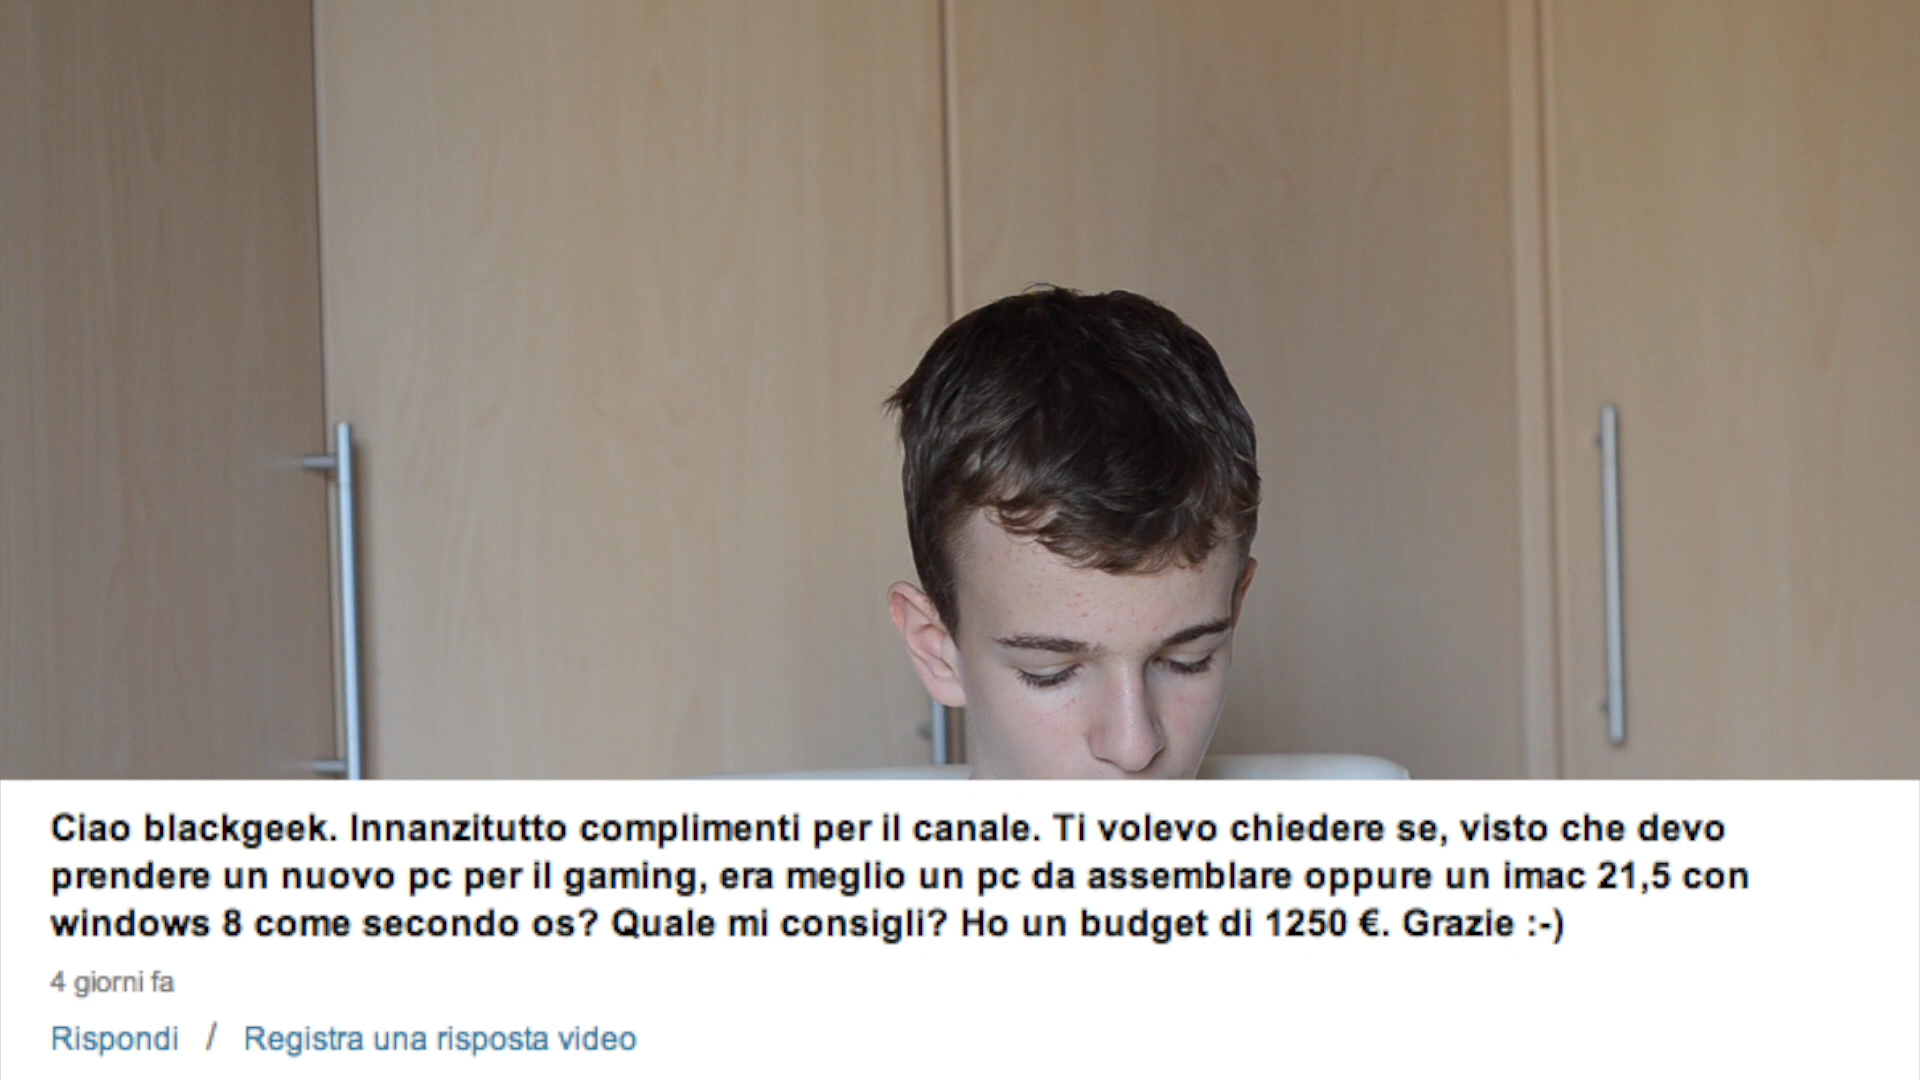 Ciao blackgeek. Innanzitutto complimenti per il canale. Ti volevo chiedere se, visto che devo
prendere un nuovo pc per il gaming, era meglio un pc da assemblare oppure un imac 21,5 con
windows 8 come secondo os? Quale mi consigli? Ho un budget di 1250 €. Grazie :-)
4 giorni fa
Rispondi / Registra una risposta video